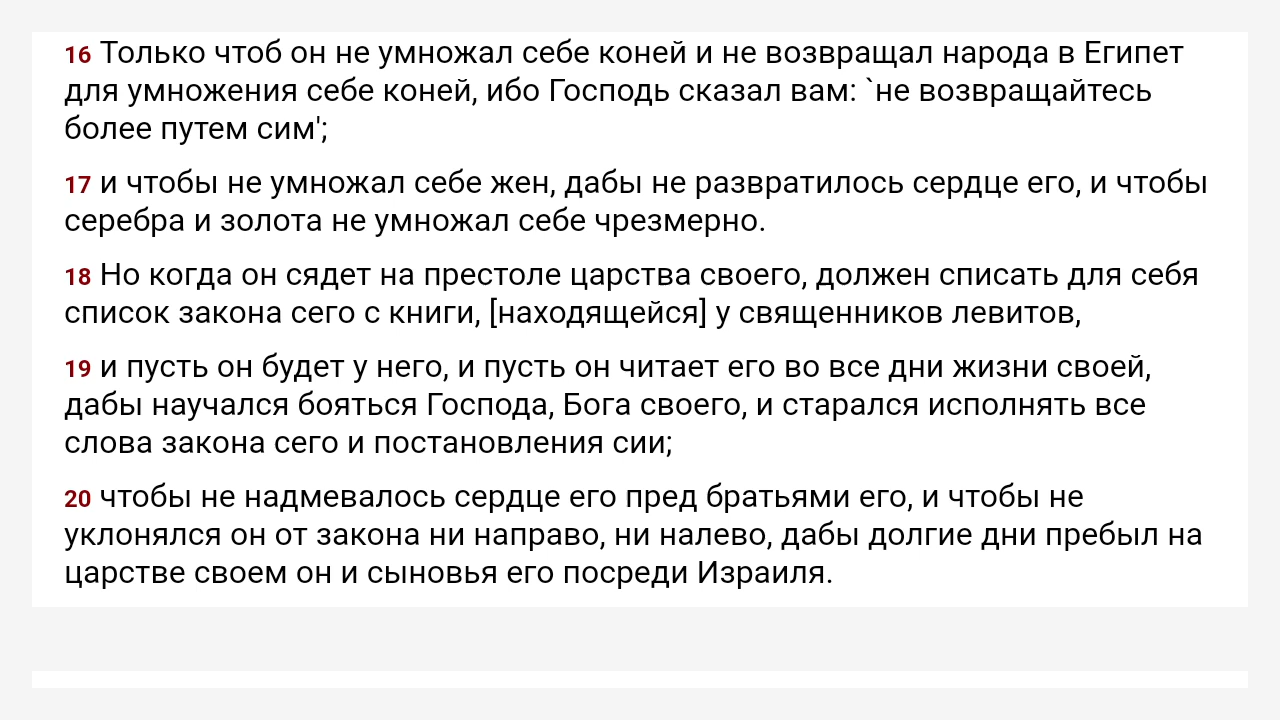 16 Только чтоб он не умножал себе коней и не возвращал народа в Египет
для умножения себе коней, ибо Господь сказал вам: `не возвращайтесь
более путем сим';
17 и чтобы не умножал себе жен, дабы не развратилось сердце его, и чтобы
серебра и золота не умножал себе чрезмерно.
18 Но когда он сядет на престоле царства своего, должен списать для себя
список закона сего с книги, [находящейся] у священников левитов,
19 и пусть он будет у него, и пусть он читает его во все дни жизни своей,
дабы научался бояться Господа, Бога своего, и старался исполнять все
слова закона сего и постановления сии;
20 чтобы не надмевалось сердце его пред братьями его, и чтобы не
уклонялся он от закона ни направо, ни налево, дабы долгие дни пребыл на
царстве своем он и сыновья его посреди Израиля.